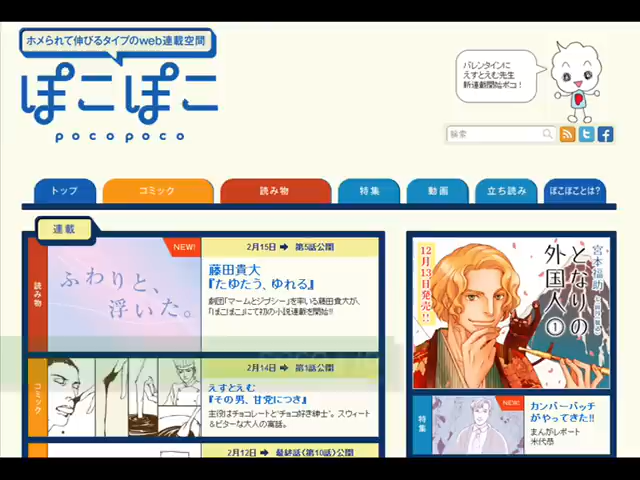 ホメられて伸びるタイプのweb連載空間
ぽこぽこ
pocopoco
バレンタインに
えすとえむ先生
新連載開始ポコ！
検索
トップ
コミック
読み物
特集
動画
立ち読み
ぽこぽことは？
連載
読み物
ふわりと、
浮いた。
NEW!
2月15日 ➡ 第5話公開
藤田貴大
『たゆたう、ゆれる』
劇団「マームとジプシー」を率いる藤田貴大が、
「ぽこぽこ」にて初の小説連載を開始!!
コミック
2月14日 ➡ 第1話公開
えすとえむ
『その男、甘党につき』
主役はチョコレートと"チョコ好き紳士"。スウィート
＆ビターな大人の寓話。
2月12日 ➡ 最終話（第10話）公開
12月13日発売!!
宮本福助
となりの
外国人
1
特集
NEW!
カンバーバッチ
がやってきた!!
まんがレポート
米代恭